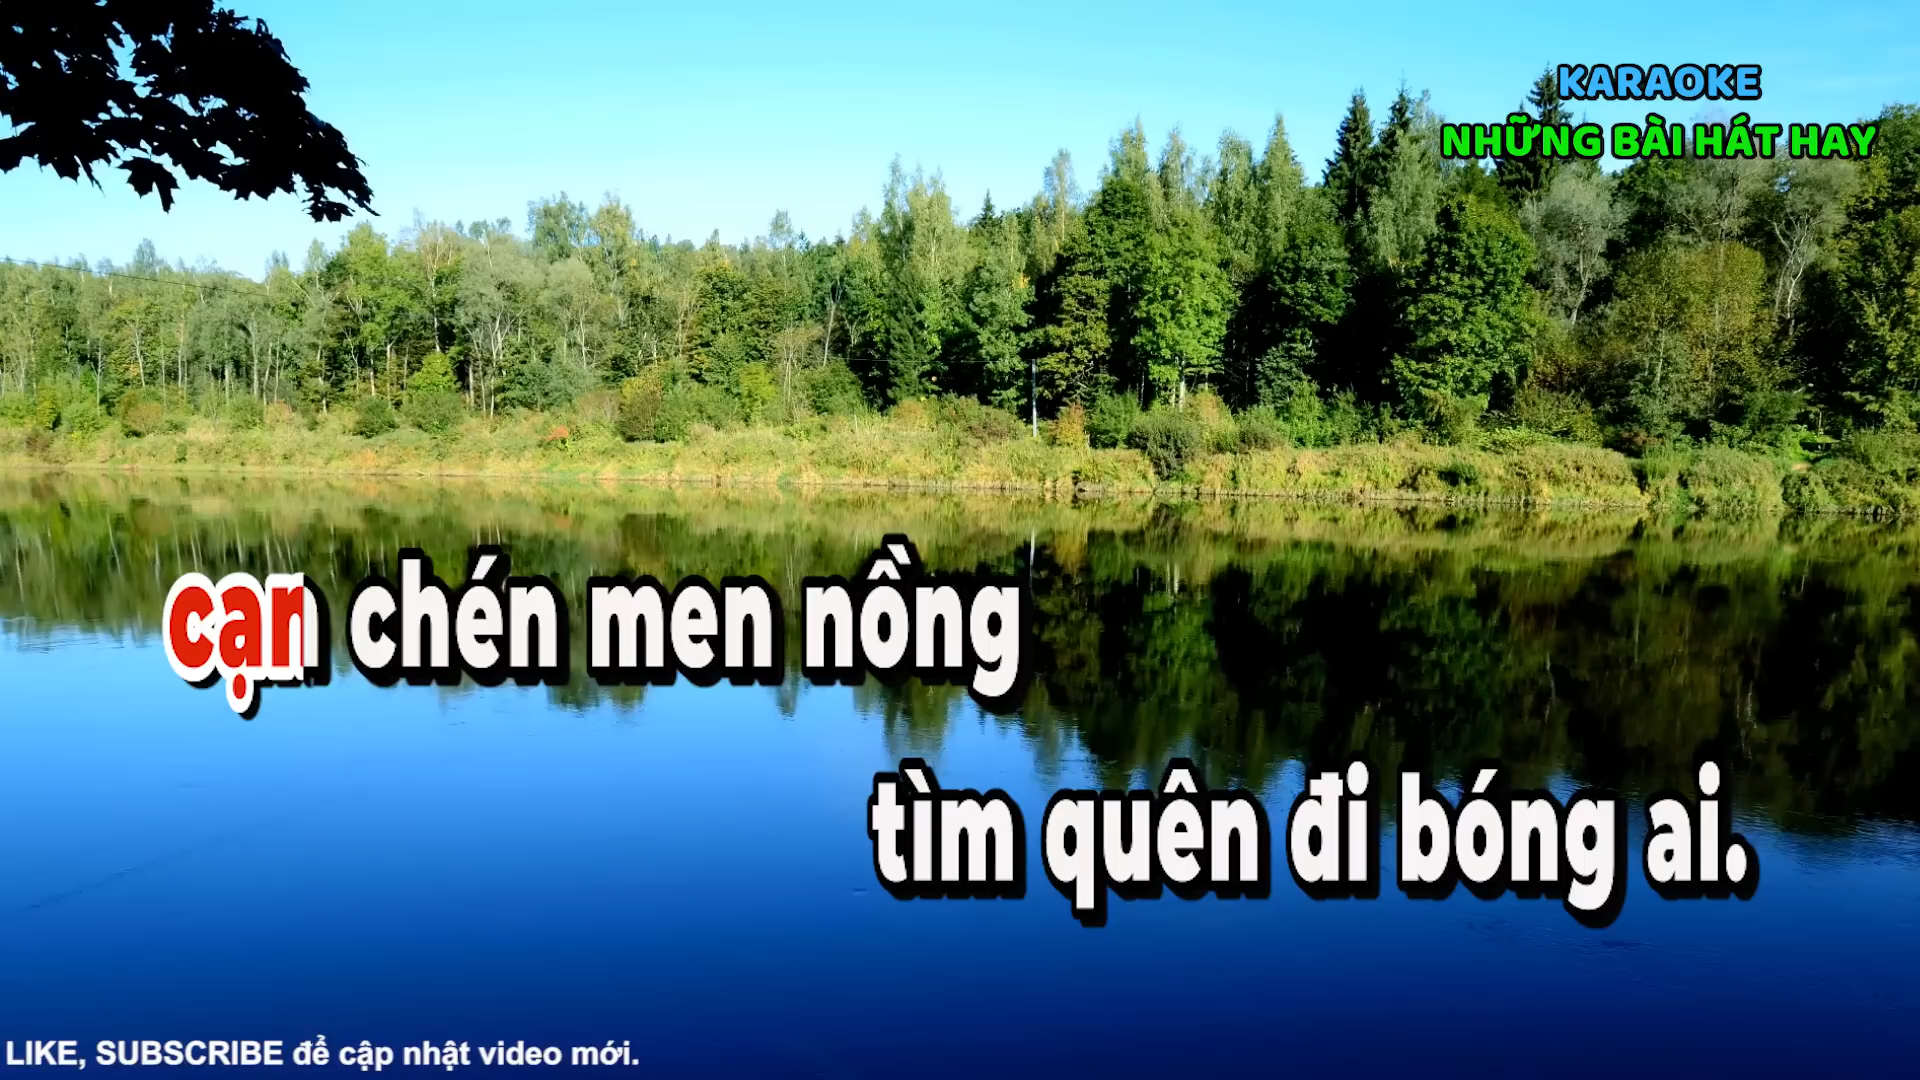 KARAOKE
NHỮNG BÀI HÁT HAY
cạn chén men nồng
tìm quên đi bóng ai.
LIKE, SUBSCRIBE để cập nhật video mới.